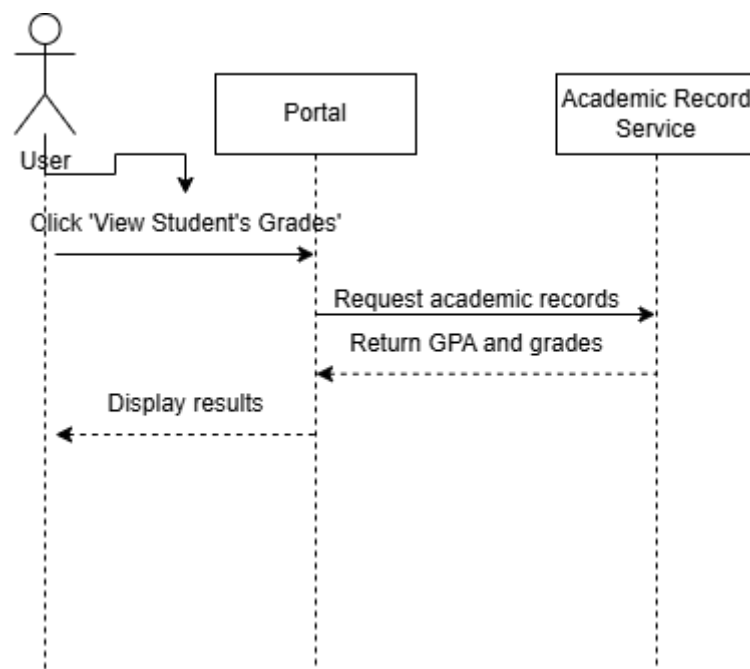 Portal
Academic Record
Service
User
Click 'View Student's Grades'
Request academic records
Return GPA and grades
Display results